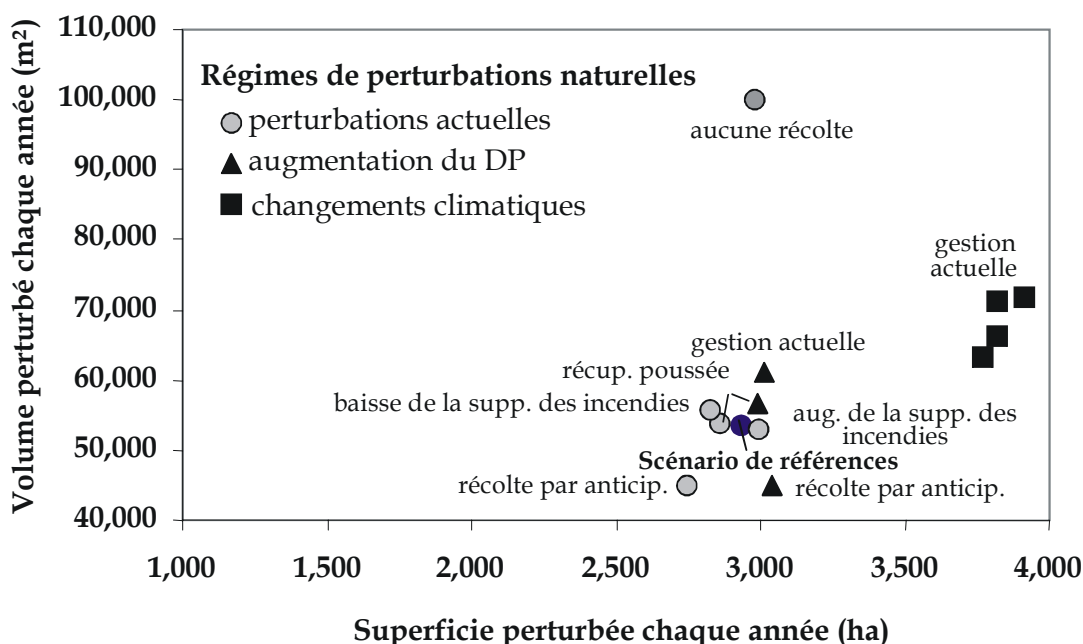 Volume perturbé chaque année (m²)
110,000
100,000
90,000
80,000
70,000
60,000
50,000
40,000
Régimes de perturbations naturelles
perturbations actuelles
augmentation du DP
changements climatiques
aucune récolte
gestion
actuelle
gestion actuelle
récup. poussée
baisse de la supp. des incendies
aug. de la supp. des
incendies
Scénario de références
récolte par anticip.
récolte par anticip.
1,000 1,500 2,000 2,500 3,000 3,500 4,000
Superficie perturbée chaque année (ha)